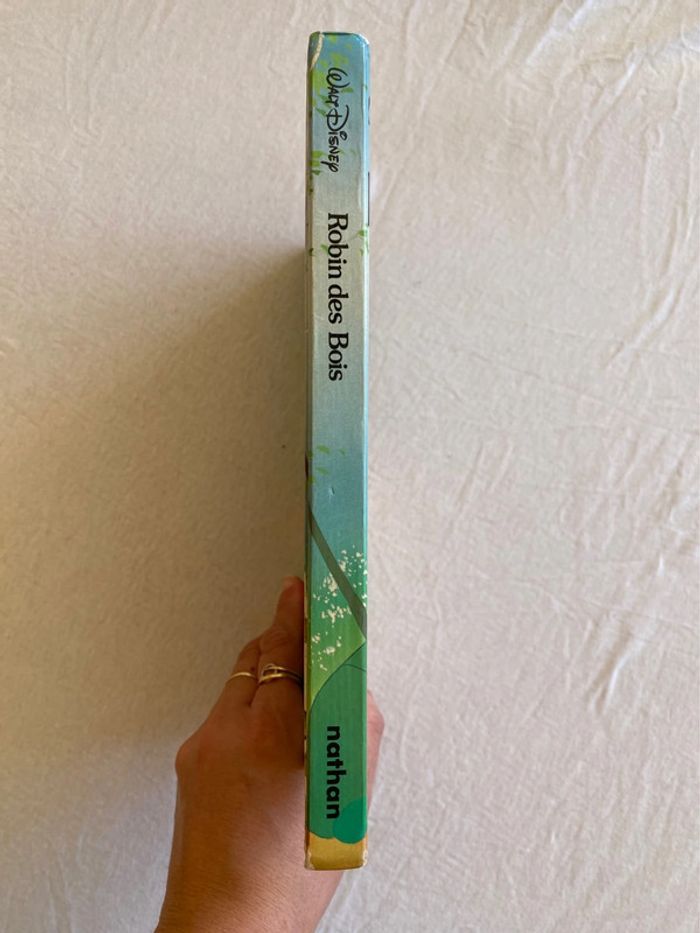 Walt Disney
Robin des Bois
nathan